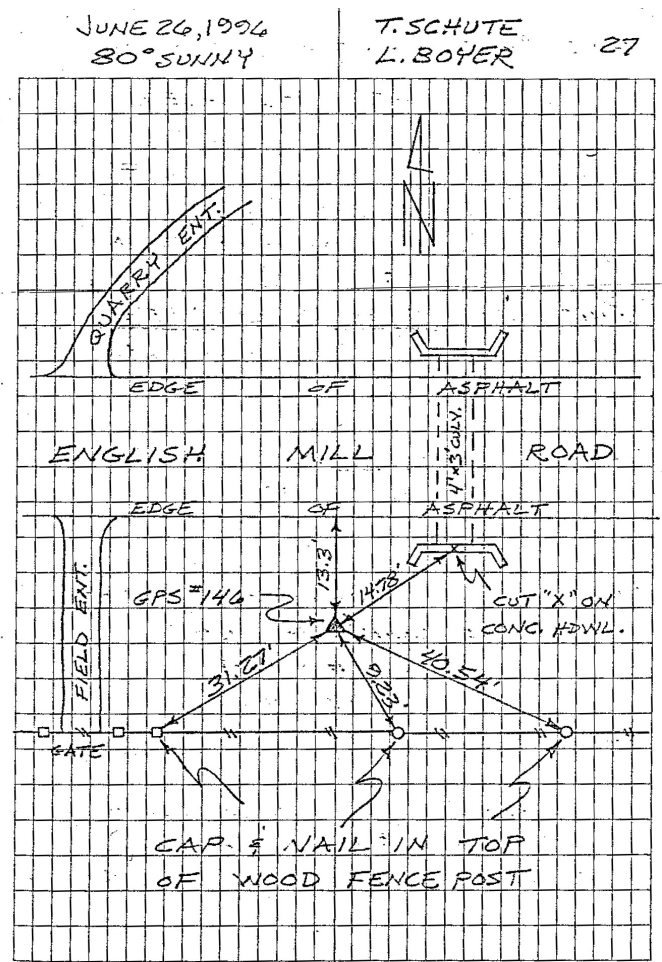 JUNE 26, 1996
80° SUNNY
T. SCHUTE
L. BOYER
27
QUARRY ENT.
EDGE OF ASPHALT
4'x3' CULV.
ENGLISH MILL ROAD
EDGE OF ASPHALT
13.3'
14.78'
GPS #146
CUT "X" ON
CONC. HDWL.
FIELD ENT.
31.27'
9.23'
40.54'
GATE
CAP & NAIL IN TOP
OF WOOD FENCE POST